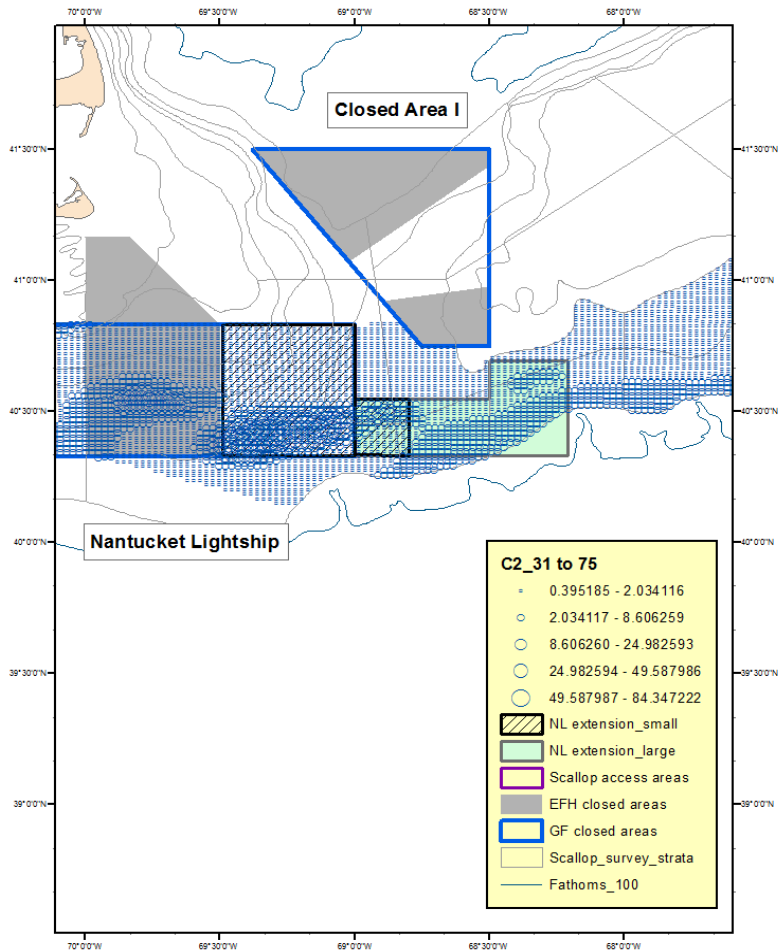 70°0'0"W 69°30'0"W 69°0'0"W 68°30'0"W 68°0'0"W
Closed Area I
41°30'0"N 41°30'0"N
41°0'0"N 41°0'0"N
40°30'0"N 40°30'0"N
Nantucket Lightship
40°0'0"N 40°0'0"N
C2_31 to 75
0.395185 - 2.034116
2.034117 - 8.606259
8.606260 - 24.982593
39°30'0"N 39°30'0"N
24.982594 - 49.587986
49.587987 - 84.347222
NL extension_small
NL extension_large
Scallop access areas
39°0'0"N 39°0'0"N
EFH closed areas
GF closed areas
Scallop_survey_strata
Fathoms_100
70°0'0"W 69°30'0"W 69°0'0"W 68°30'0"W 68°0'0"W